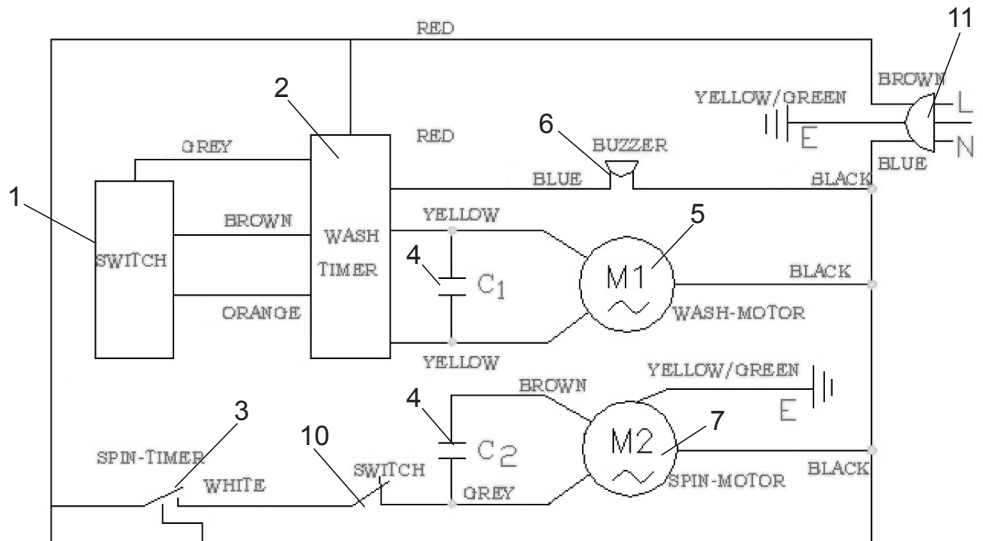 RED
11
BROWN
YELLOW/GREEN
L
2
6
RED
E
N
GREY
BUZZER
BLUE
BLUE
BLACK
1
YELLOW
5
BROWN
WASH
4
SWITCH
TIMER
C1
M1
BLACK
ORANGE
WASH-MOTOR
YELLOW
YELLOW/GREEN
BROWN
4
E
3
10
M2
7
SPIN-TIMER
C2
SWITCH
BLACK
WHITE
GREY
SPIN-MOTOR